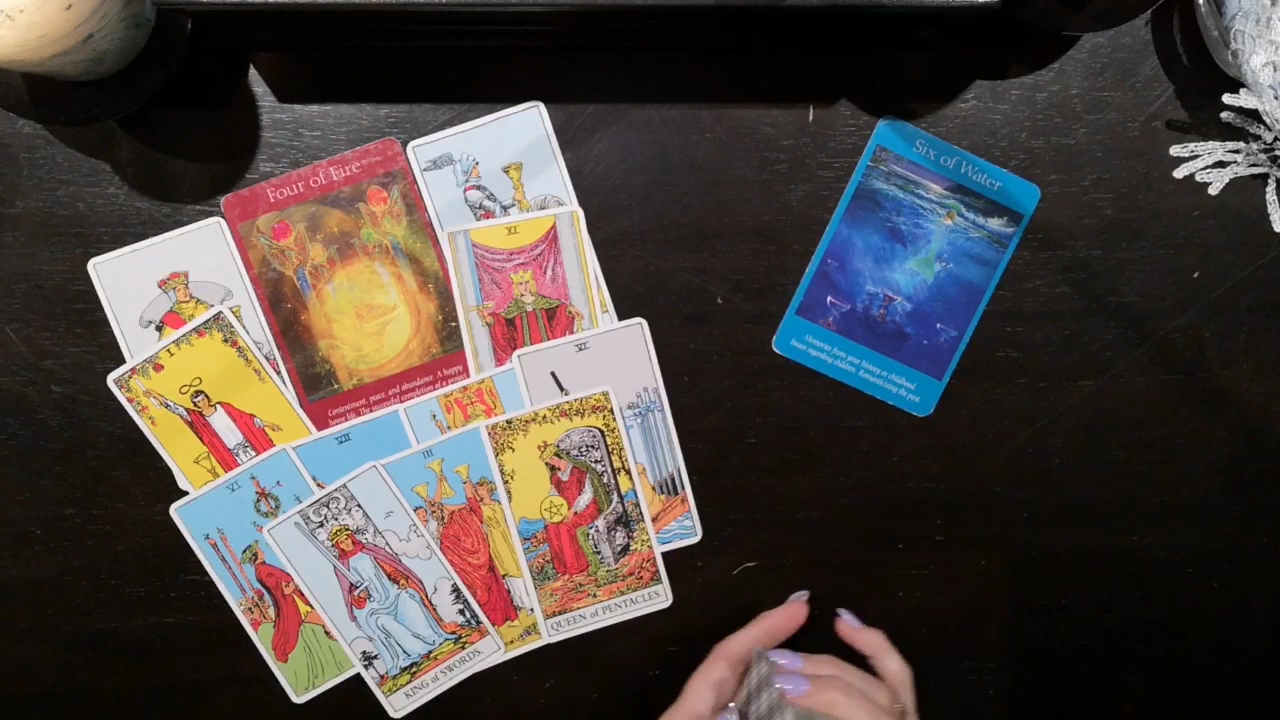 Four of Fire
Contentment, peace, and abundance. A happy
home life. The successful completion of a project
XI
I
VI
VII
VI
III
KING of SWORDS.
QUEEN of PENTACLES.
Six of Water
Memories from your history or childhood.
Issues regarding children. Romanticizing the past.